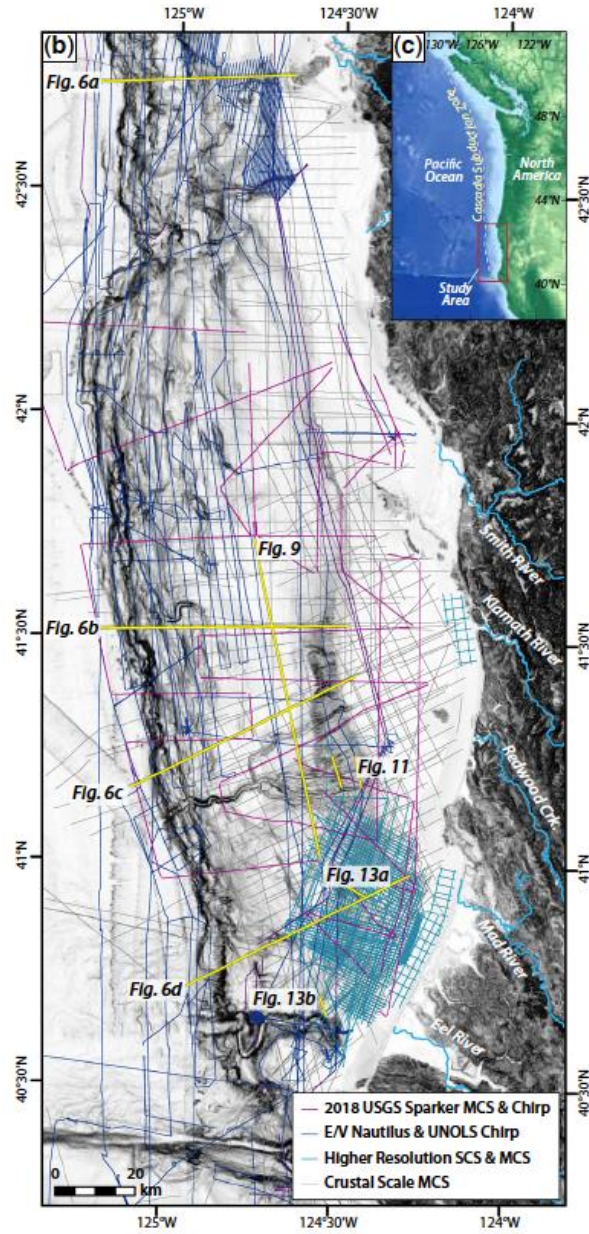 125°W
124°30'W
124°W
(b)
(c)
130°W
126°W
122°W
Fig. 6a
Cascadia Subduction Zone
48°N
Pacific
Ocean
North
America
44°N
Study
Area
40°N
42°30'N
42°30'N
42°N
42°N
Smith River
Fig. 9
Klamath River
Fig. 6b
41°30'N
41°30'N
Redwood Crk.
Fig. 11
Fig. 6c
41°N
41°N
Fig. 13a
Mad River
Fig. 6d
Fig. 13b
Eel River
40°30'N
40°30'N
2018 USGS Sparker MCS & Chirp
E/V Nautilus & UNOLS Chirp
Higher Resolution SCS & MCS
Crustal Scale MCS
0
20
km
125°W
124°30'W
124°W